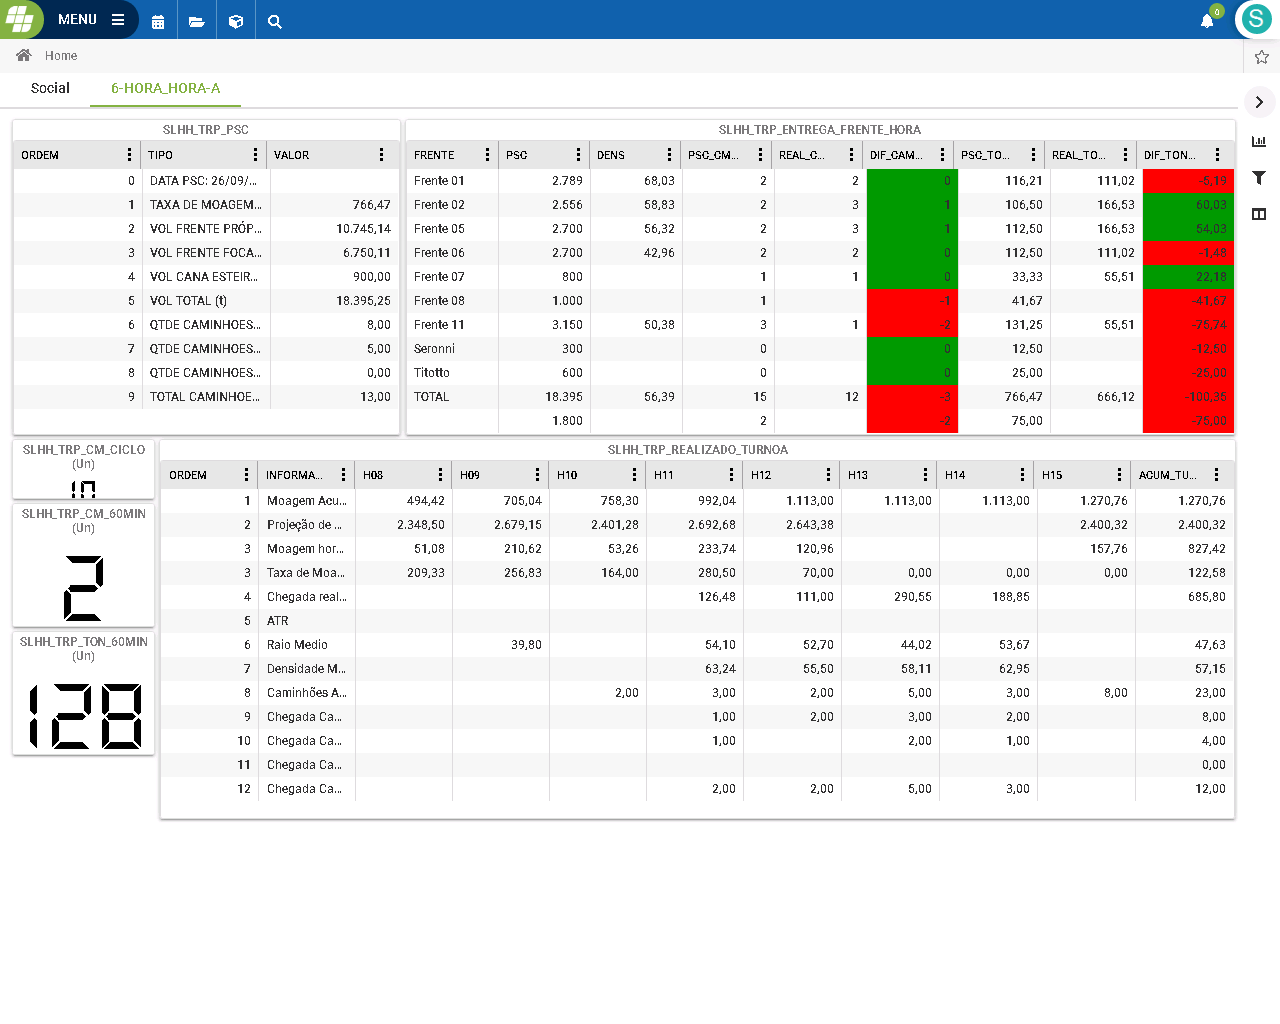 MENU
0
S
Home
Social 6-HORA_HORA-A
SLHH_TRP_PSC
ORDEM TIPO VALOR
0 DATA PSC: 26/09/...
1 TAXA DE MOAGEM... 766,47
2 VOL FRENTE PRÓP... 10.745,14
3 VOL FRENTE FOCA... 6.750,11
4 VOL CANA ESTEIR... 900,00
5 VOL TOTAL (t) 18.395,25
6 QTDE CAMINHOES... 8,00
7 QTDE CAMINHOES... 5,00
8 QTDE CAMINHOES... 0,00
9 TOTAL CAMINHOE... 13,00
SLHH_TRP_ENTREGA_FRENTE_HORA
FRENTE PSC DENS PSC_CM... REAL_C... DIF_CAM... PSC_TO... REAL_TO... DIF_TON...
Frente 01 2.789 68,03 2 2 0 116,21 111,02 -5,19
Frente 02 2.556 58,83 2 3 1 106,50 166,53 60,03
Frente 05 2.700 56,32 2 3 1 112,50 166,53 54,03
Frente 06 2.700 42,96 2 2 0 112,50 111,02 -1,48
Frente 07 800 1 1 0 33,33 55,51 22,18
Frente 08 1.000 1 -1 41,67 -41,67
Frente 11 3.150 50,38 3 1 -2 131,25 55,51 -75,74
Seronni 300 0 0 12,50 -12,50
Titotto 600 0 0 25,00 -25,00
TOTAL 18.395 56,39 15 12 -3 766,47 666,12 -100,35
1.800 2 -2 75,00 -75,00
SLHH_TRP_CM_CICLO
(Un)
SLHH_TRP_CM_60MIN
(Un)
2
SLHH_TRP_TON_60MIN
(Un)
128
SLHH_TRP_REALIZADO_TURNOA
ORDEM INFORMA... H08 H09 H10 H11 H12 H13 H14 H15 ACUM_TU...
1 Moagem Acu... 494,42 705,04 758,30 992,04 1.113,00 1.113,00 1.113,00 1.270,76 1.270,76
2 Projeção de ... 2.348,50 2.679,15 2.401,28 2.692,68 2.643,38 2.400,32 2.400,32
3 Moagem hor... 51,08 210,62 53,26 233,74 120,96 157,76 827,42
3 Taxa de Moa... 209,33 256,83 164,00 280,50 70,00 0,00 0,00 0,00 122,58
4 Chegada real... 126,48 111,00 290,55 188,85 685,80
5 ATR
6 Raio Medio 39,80 54,10 52,70 44,02 53,67 47,63
7 Densidade M... 63,24 55,50 58,11 62,95 57,15
8 Caminhões A... 2,00 3,00 2,00 5,00 3,00 8,00 23,00
9 Chegada Ca... 1,00 2,00 3,00 2,00 8,00
10 Chegada Ca... 1,00 2,00 1,00 4,00
11 Chegada Ca... 0,00
12 Chegada Ca... 2,00 2,00 5,00 3,00 12,00